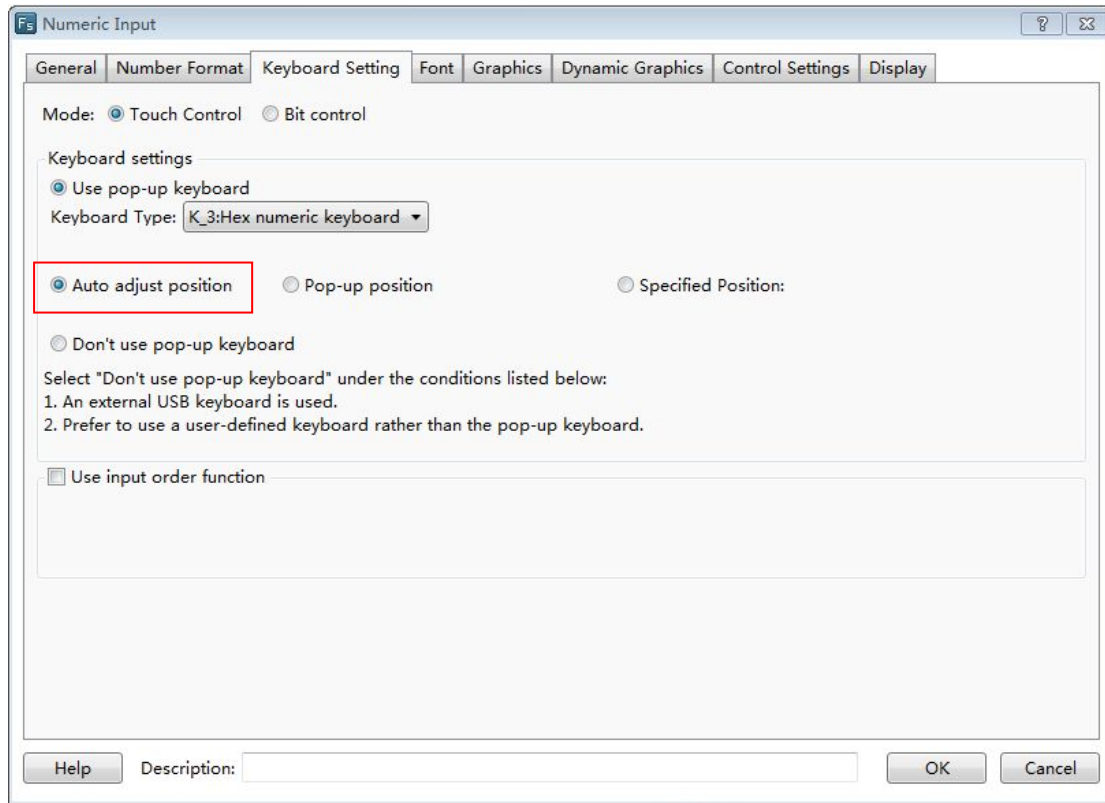 Fs Numeric Input
General Number Format Keyboard Setting Font Graphics Dynamic Graphics Control Settings Display
Mode: Touch Control Bit control
Keyboard settings
Use pop-up keyboard
Keyboard Type: K_3:Hex numeric keyboard
Auto adjust position Pop-up position Specified Position:
Don't use pop-up keyboard
Select "Don't use pop-up keyboard" under the conditions listed below:
1. An external USB keyboard is used.
2. Prefer to use a user-defined keyboard rather than the pop-up keyboard.
Use input order function
Help Description: OK Cancel